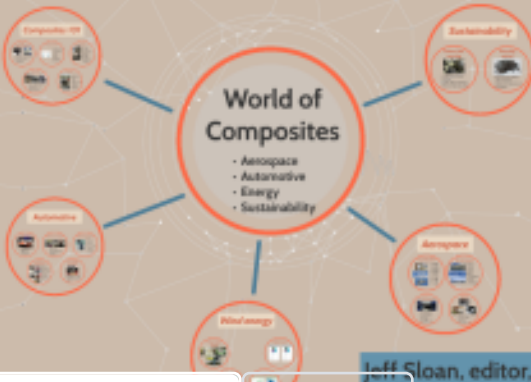 Composites 101
Sustainability
World of
Composites
• Aerospace
• Automotive
• Energy
• Sustainability
Automotive
Aerospace
Wind energy
Jeff Sloan, editor,